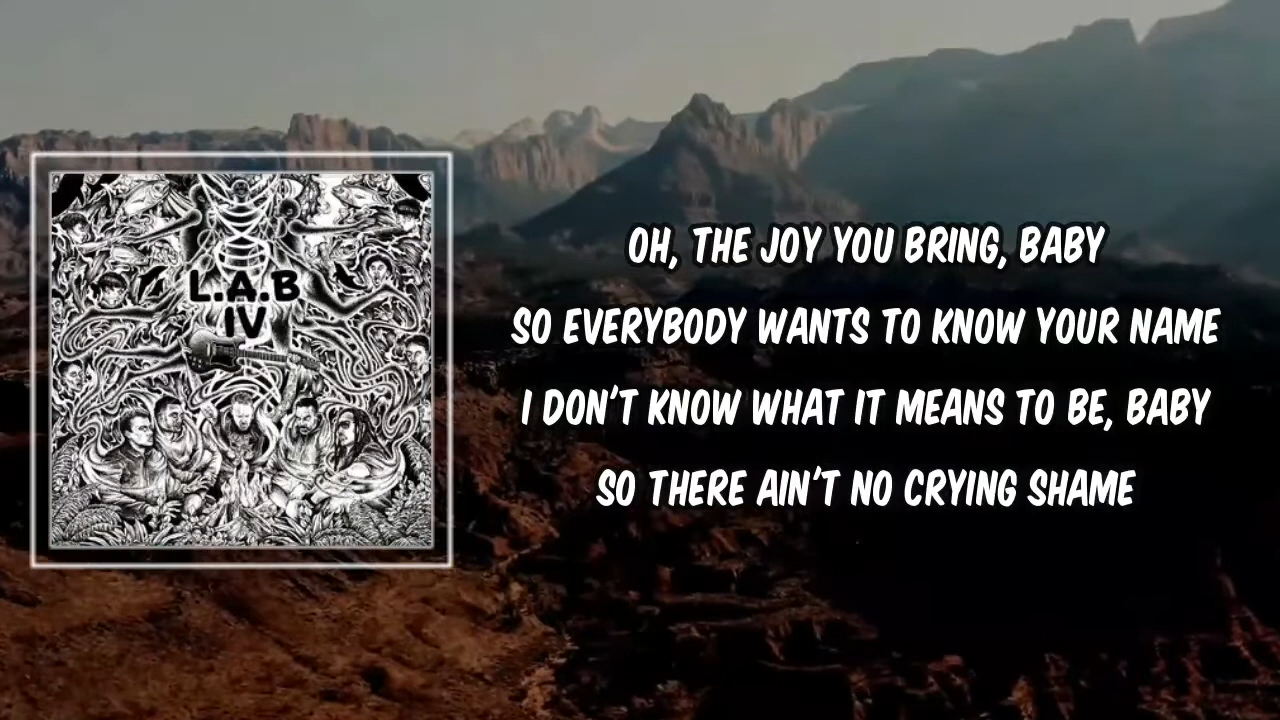 L.A.B
IV
OH, THE JOY YOU BRING, BABY
SO EVERYBODY WANTS TO KNOW YOUR NAME
I DON'T KNOW WHAT IT MEANS TO BE, BABY
SO THERE AIN'T NO CRYING SHAME